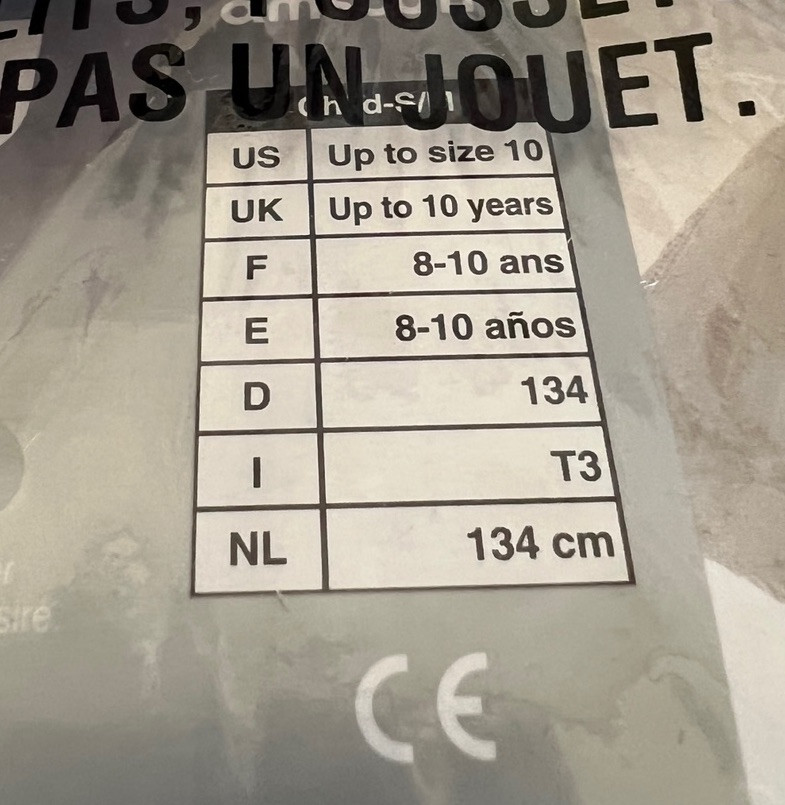 PAS UN JOUET.
US Up to size 10
UK Up to 10 years
F 8-10 ans
E 8-10 años
D 134
I T3
NL 134 cm
CE